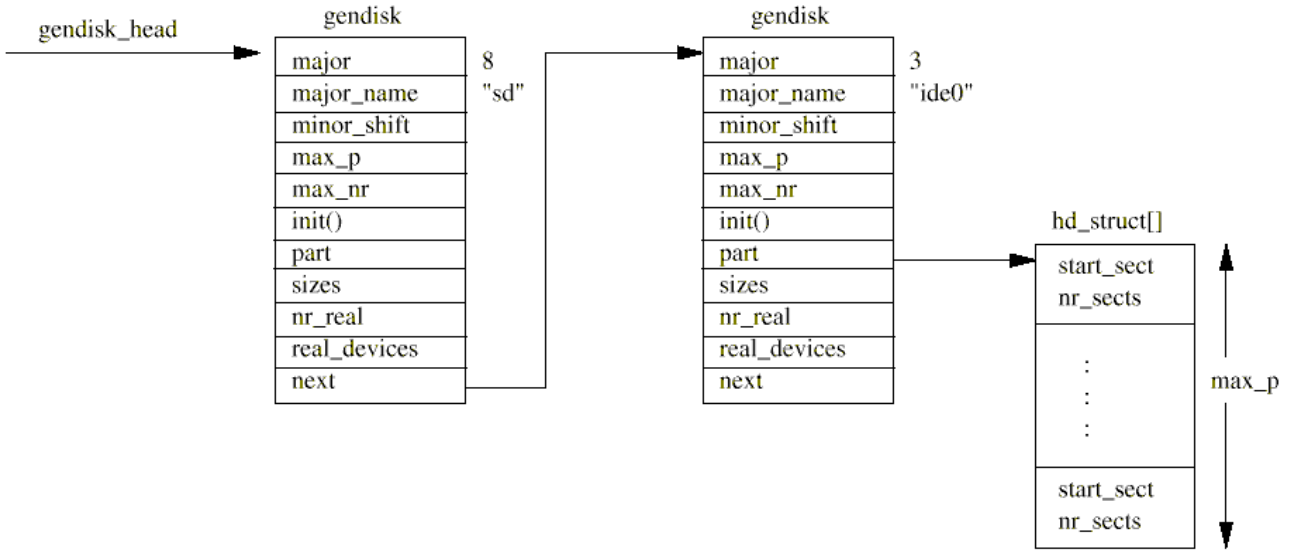 gendisk_head
gendisk
major
8
major_name
"sd"
minor_shift
max_p
max_nr
init()
part
sizes
nr_real
real_devices
next
gendisk
major
3
major_name
"ide0"
minor_shift
max_p
max_nr
init()
part
sizes
nr_real
real_devices
next
hd_struct[]
start_sect
nr_sects
:
:
:
start_sect
nr_sects
max_p